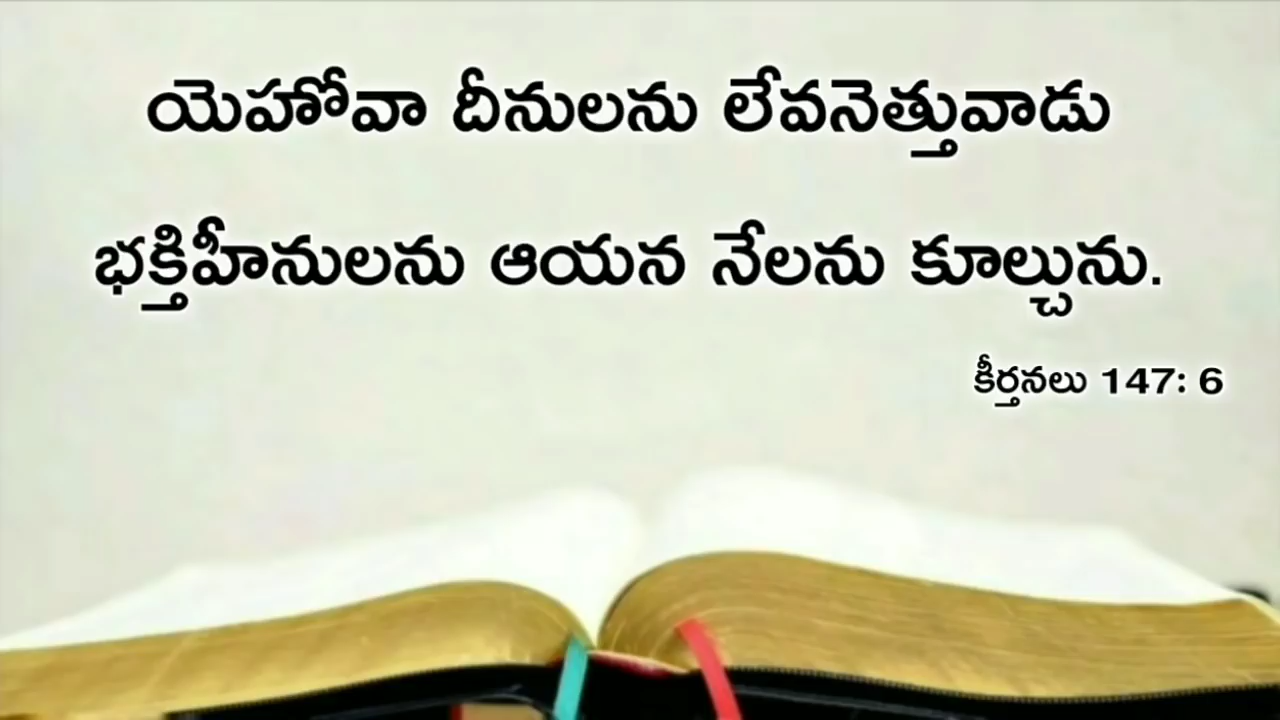 యెహోవా దీనులను లేవనెత్తువాడు
భక్తిహీనులను ఆయన నేలను కూల్చును.
కీర్తనలు 147: 6